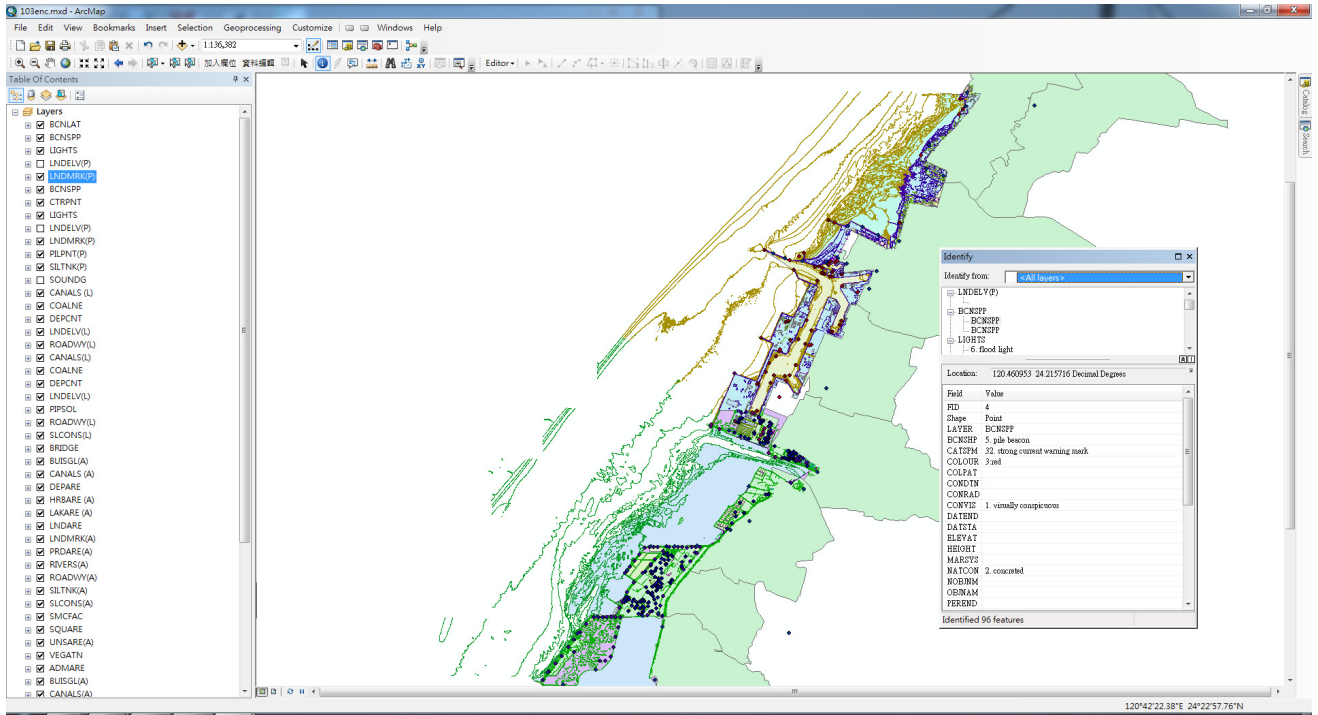 103enc.mxd - ArcMap
File Edit View Bookmarks Insert Selection Geoprocessing Customize Windows Help
1:136,382
加入欄位 資料編輯 Editor
Table Of Contents
Layers
BCNLAT
BCNSPP
LIGHTS
LNDELV(P)
LNDMRK(P)
BCNSPP
CTRPNT
LIGHTS
LNDELV(P)
LNDMRK(P)
PILPNT(P)
SILTNK(P)
SOUNDG
CANALS (L)
COALNE
DEPCNT
LNDELV(L)
ROADWY(L)
CANALS(L)
COALNE
DEPCNT
LNDELV(L)
PIPSOL
ROADWY(L)
SLCONS(L)
BRIDGE
BUISGL(A)
CANALS (A)
DEPARE
HRBARE (A)
LAKARE (A)
LNDARE
LNDMRK(A)
PRDARE(A)
RIVERS(A)
ROADWY(A)
SILTNK(A)
SLCONS(A)
SMCFAC
SQUARE
UNSARE(A)
VEGATN
ADMARE
BUISGL(A)
CANALS(A)
Catalog
Search
Identify
Identify from: <All layers>
LNDELV(P)
BCNSPP
BCNSPP
BCNSPP
LIGHTS
6. flood light
Location: 120.460953 24.215716 Decimal Degrees
Field Value
FID 4
Shape Point
LAYER BCNSPP
BCNSHP 5. pile beacon
CATSPM 32. strong current warning mark
COLOUR 3:red
COLPAT
CONDTN
CONRAD
CONVIS 1. visually conspicuous
DATEND
DATSTA
ELEVAT
HEIGHT
MARSYS
NATCON 2. concreted
NOBJNM
OBJNAM
PEREND
Identified 96 features
120°42'22.38"E 24°22'57.76"N